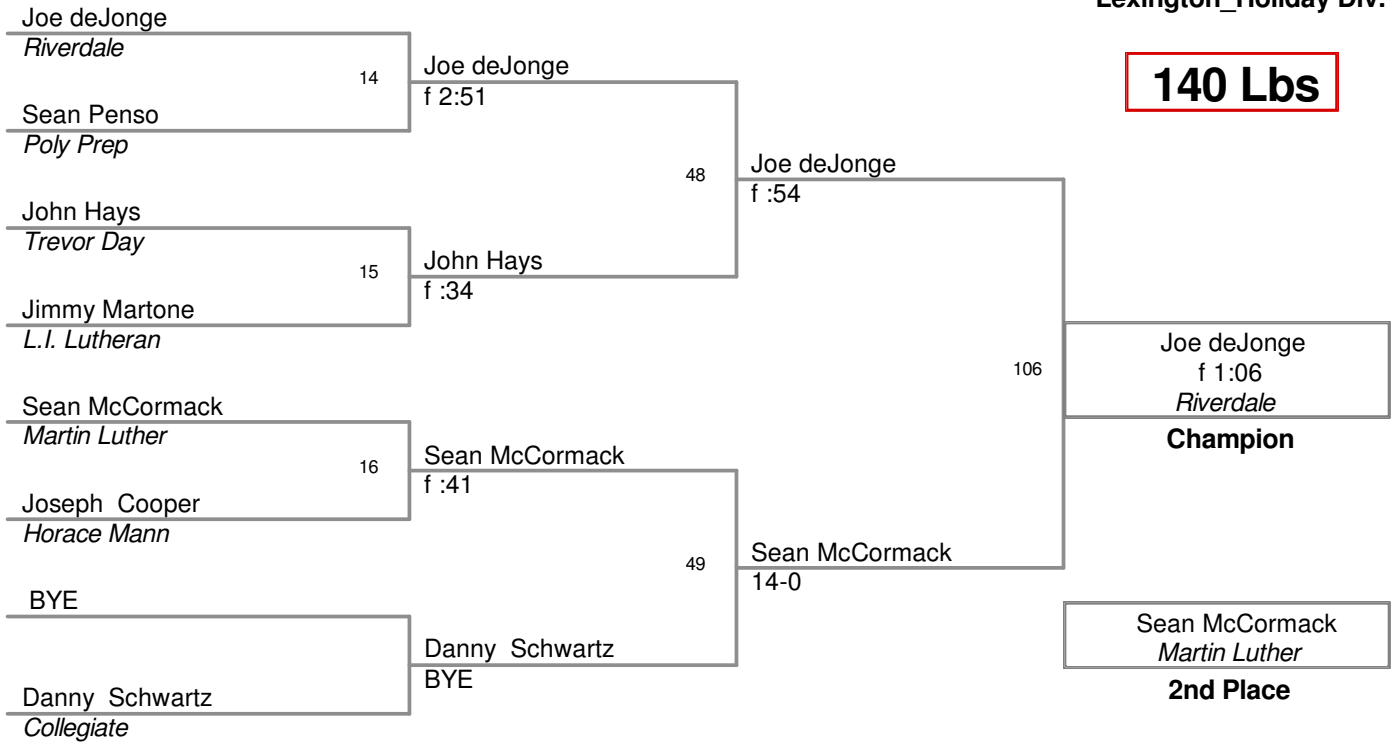 Lexington_Holiday Div.
140 Lbs
Joe deJonge
Riverdale
14
Sean Penso
Poly Prep
Joe deJonge
f 2:51
John Hays
Trevor Day
15
Jimmy Martone
L.I. Lutheran
John Hays
f :34
48
Joe deJonge
f :54
Sean McCormack
Martin Luther
16
Joseph  Cooper
Horace Mann
Sean McCormack
f :41
BYE
Danny  Schwartz
Collegiate
Danny  Schwartz
BYE
49
Sean McCormack
14-0
106
Joe deJonge
f 1:06
Riverdale
Champion
Sean McCormack
Martin Luther
2nd Place